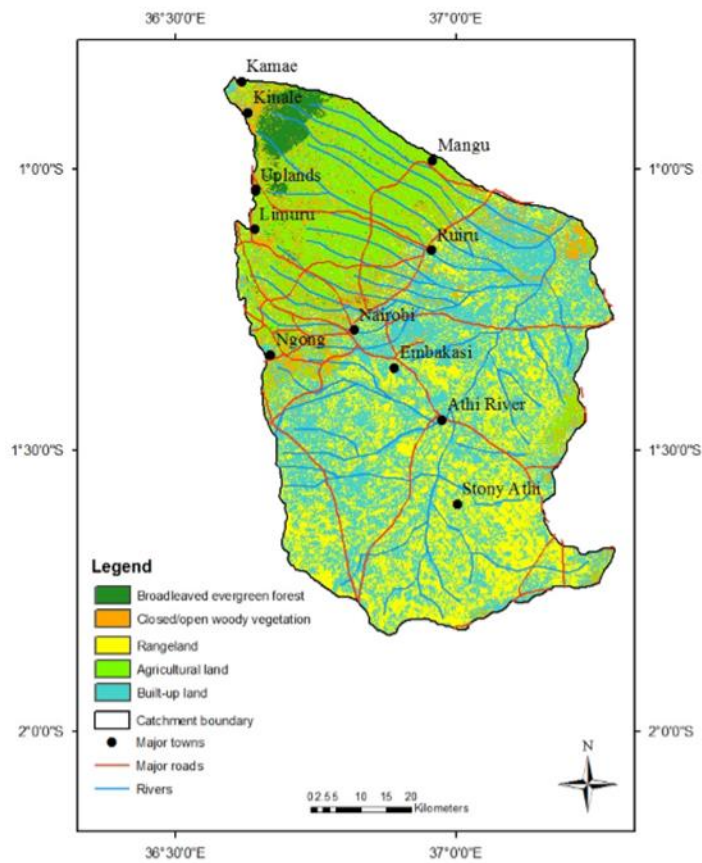 36°30'0"E
37°0'0"E
Kamae
Kinale
Mangu
1°0'0"S
1°0'0"S
Uplands
Limuru
Ruiru
Nairobi
Ngong
Embakasi
Athi River
1°30'0"S
1°30'0"S
Stony Athi
Legend
Broadleaved evergreen forest
Closed/open woody vegetation
Rangeland
Agricultural land
Built-up land
Catchment boundary
Major towns
Major roads
Rivers
2°0'0"S
2°0'0"S
N
0 2.5 5 10 15 20
Kilometers
36°30'0"E
37°0'0"E